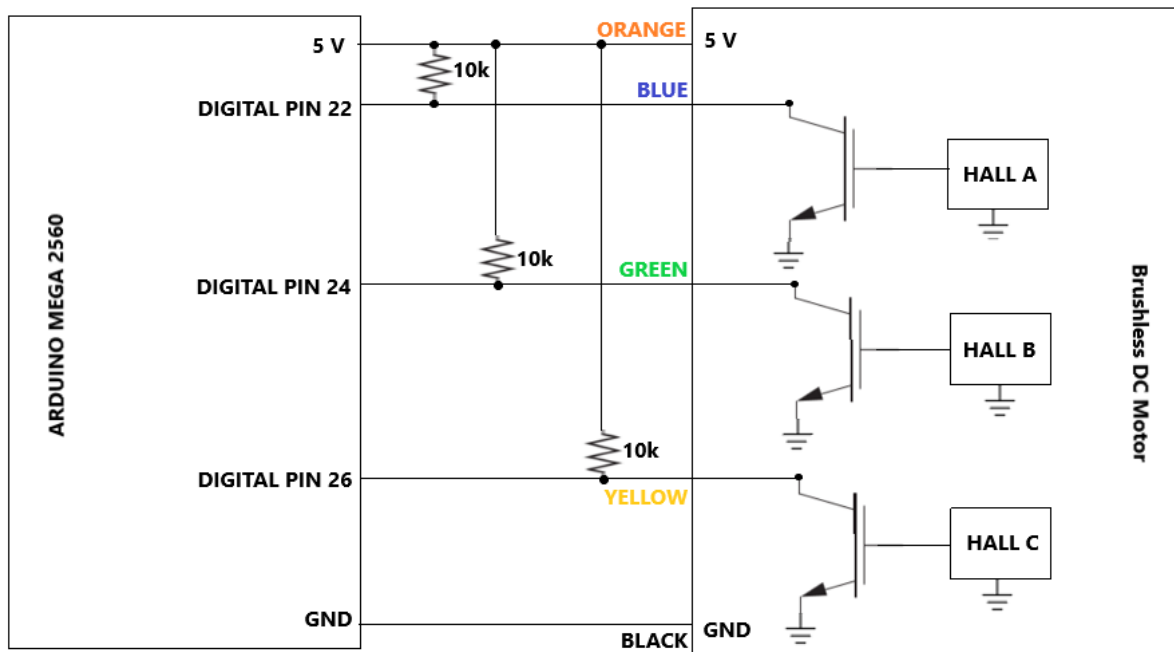 ORANGE
5 V
5 V
10k
BLUE
DIGITAL PIN 22
HALL A
ARDUINO MEGA 2560
10k
GREEN
DIGITAL PIN 24
Brushless DC Motor
HALL B
10k
DIGITAL PIN 26
YELLOW
HALL C
GND
BLACK
GND